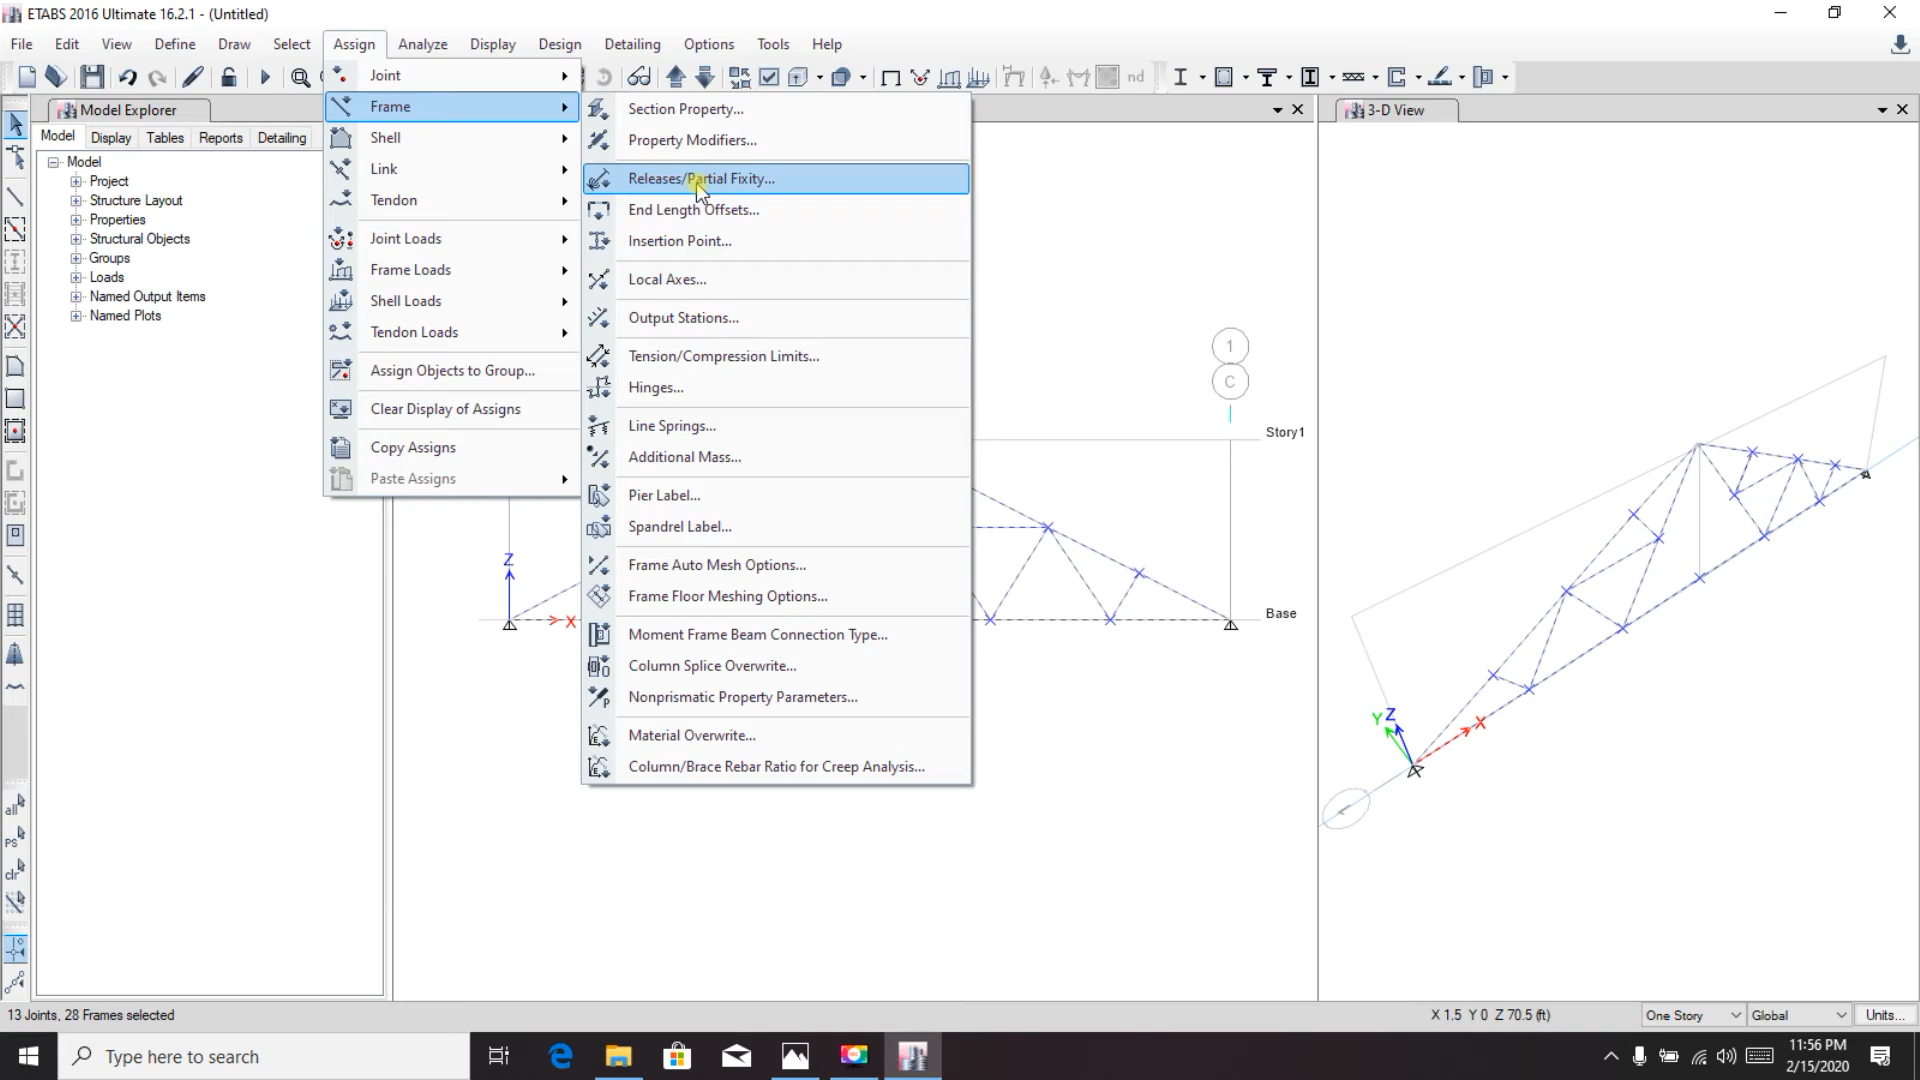 ETABS 2016 Ultimate 16.2.1 - (Untitled)
File Edit View Define Draw Select Assign Analyze Display Design Detailing Options Tools Help
nd
Model Explorer
Model Display Tables Reports Detailing
Model
Project
Structure Layout
Properties
Structural Objects
Groups
Loads
Named Output Items
Named Plots
Joint
Frame
Shell
Link
Tendon
Joint Loads
Frame Loads
Shell Loads
Tendon Loads
Assign Objects to Group...
Clear Display of Assigns
Copy Assigns
Paste Assigns
Section Property...
Property Modifiers...
Releases/Partial Fixity...
End Length Offsets...
Insertion Point...
Local Axes...
Output Stations...
Tension/Compression Limits...
Hinges...
Line Springs...
Additional Mass...
Pier Label...
Spandrel Label...
Frame Auto Mesh Options...
Frame Floor Meshing Options...
Moment Frame Beam Connection Type...
Column Splice Overwrite...
Nonprismatic Property Parameters...
Material Overwrite...
Column/Brace Rebar Ratio for Creep Analysis...
1
C
Story1
Base
Z
X
3-D View
Y Z
X
all
PS
clr
13 Joints, 28 Frames selected
X 1.5 Y 0 Z 70.5 (ft)
One Story
Global
Units...
Type here to search
11:56 PM
2/15/2020